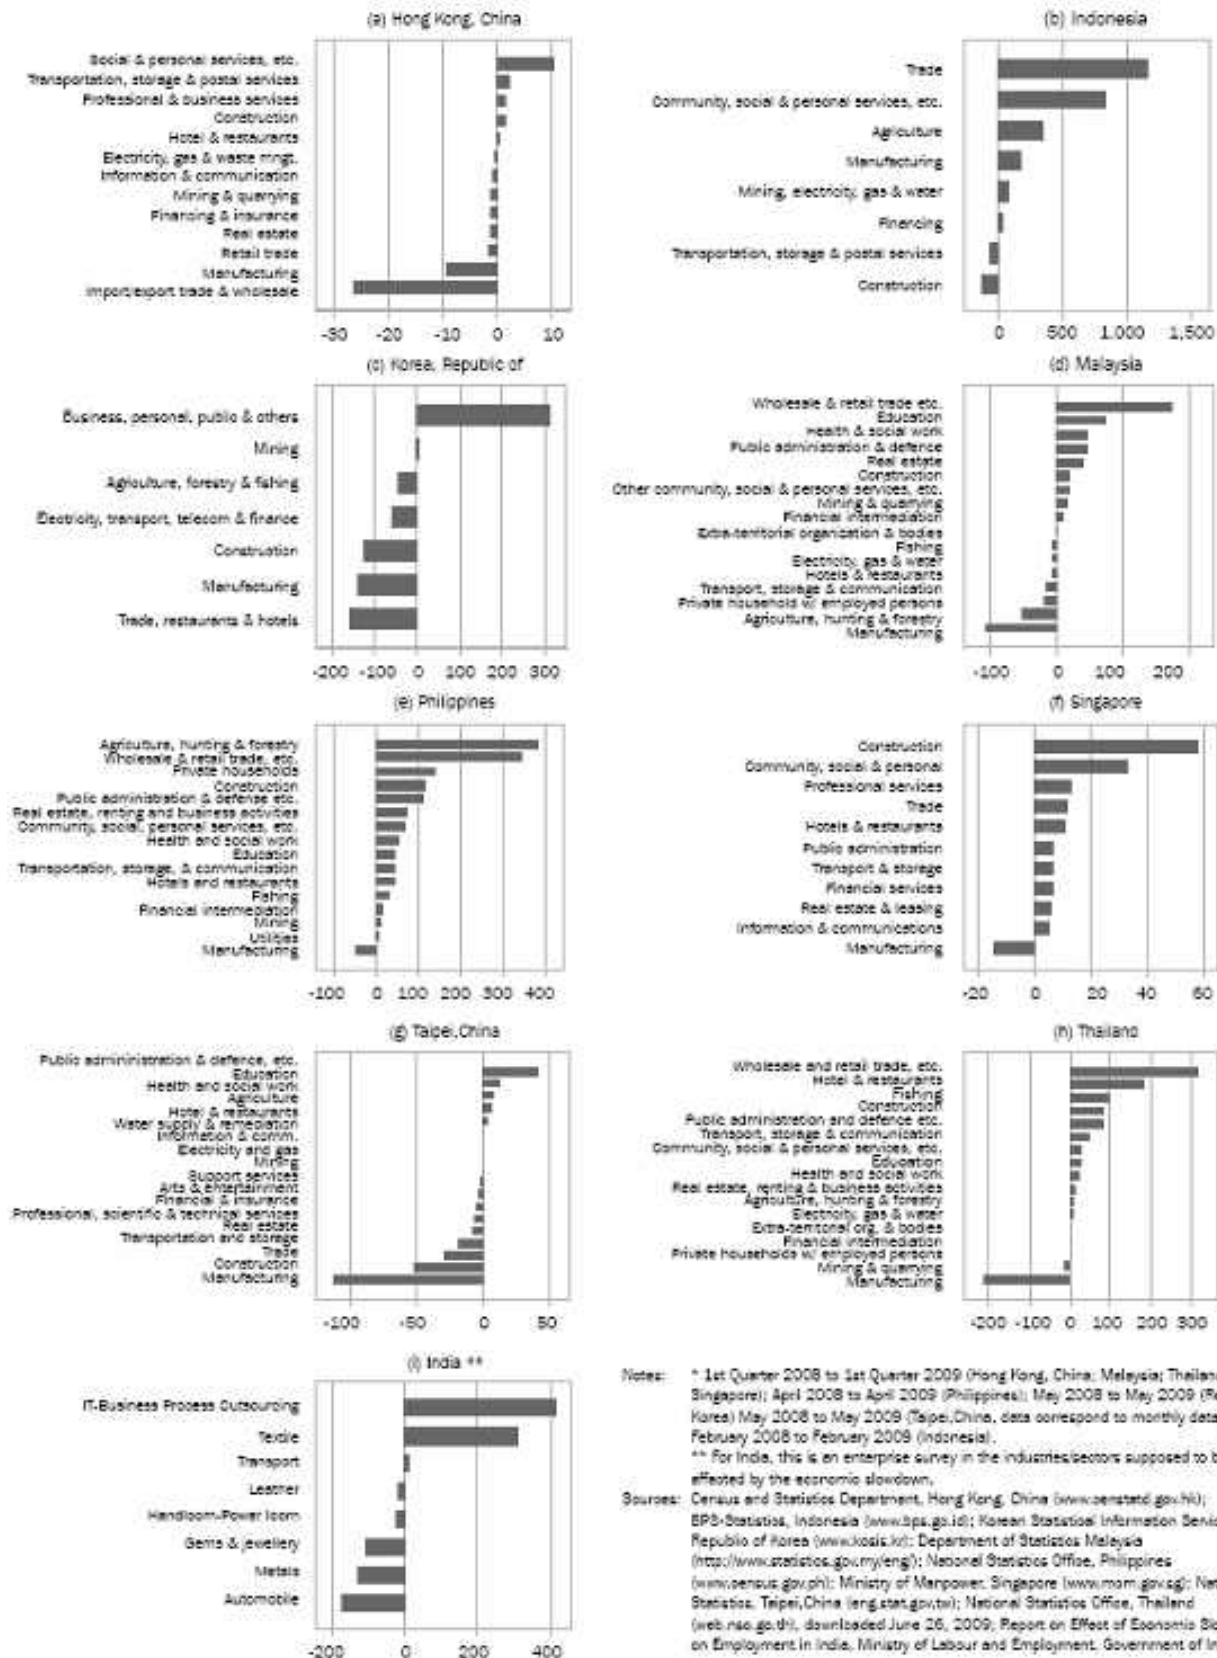 (a) Hong Kong, China
Social & personal services, etc.
Transportation, storage & postal services
Professional & business services
Construction
Hotel & restaurants
Electricity, gas & waste mngt.
Information & communication
Mining & quarrying
Financing & insurance
Real estate
Retail trade
Manufacturing
Import/export trade & wholesale
-30 -20 -10 0 10
(b) Indonesia
Trade
Community, social & personal services, etc.
Agriculture
Manufacturing
Mining, electricity, gas & water
Financing
Transportation, storage & postal services
Construction
0 500 1.000 1,500
(c) Korea, Republic of
Business, personal, public & others
Mining
Agriculture, forestry & fishing
Electricity, transport, telecom & finance
Construction
Manufacturing
Trade, restaurants & hotels
-200 -100 0 100 200 300
(d) Malaysia
Wholesale & retail trade etc.
Education
Health & social work
Public administration & defence
Real estate
Construction
Other community, social & personal services, etc.
Mining & quarrying
Financial intermediation
Extra-territorial organization & bodies
Fishing
Electricity, gas & water
Hotels & restaurants
Transport, storage & communication
Private household w/ employed persons
Agriculture, hunting & forestry
Manufacturing
-100 0 100 200
(e) Philippines
Agriculture, hunting & forestry
Wholesale & retail trade, etc.
Private households
Construction
Public administration & defense etc.
Real estate, renting and business activities
Community, social, personal services, etc.
Health and social work
Education
Transportation, storage, & communication
Hotels and restaurants
Fishing
Financial intermediation
Mining
Utilities
Manufacturing
-100 0 100 200 300 400
(f) Singapore
Construction
Community, social & personal
Professional services
Trade
Hotels & restaurants
Public administration
Transport & storage
Financial services
Real estate & leasing
Information & communications
Manufacturing
-20 0 20 40 60
(g) Taipei,China
Public admininistration & defence, etc.
Education
Health and social work
Agriculture
Hotel & restaurants
Water supply & remediation
Information & comm.
Electricity and gas
Mining
Support services
Arts & entertainment
Financial & insurance
Professional, scientific & technical services
Real estate
Transportation and storage
Trade
Construction
Manufacturing
-100 -50 0 50
(h) Thailand
Wholesale and retail trade, etc.
Hotel & restaurants
Fishing
Construction
Public administration and defence etc.
Transport, storage & communication
Community, social & personal services, etc.
Education
Health and social work
Real estate, renting & business activities
Agriculture, hunting & forestry
Electricity, gas & water
Extra-territorial org. & bodies
Financial intermediation
Private households w/ employed persons
Mining & quarrying
Manufacturing
-200 -100 0 100 200 300
(i) India **
IT-Business Process Outsourcing
Textile
Transport
Leather
Handloom-Power loom
Gems & jewellery
Metals
Automobile
-200 0 200 400
Notes: * 1st Quarter 2008 to 1st Quarter 2009 (Hong Kong, China; Malaysia;
Singapore); April 2008 to April 2009 (Philippines); May 2008 to May 2009
Korea) May 2008 to May 2009 (Taipei,China, data correspond to monthly data
February 2008 to February 2009 (Indonesia).
** For India, this is an enterprise survey in the industries/sectors supposed to
affected by the economic slowdown.
Sources: Census and Statistics Department, Hong Kong, China (www.censtatd.gov.hk);
BPS-Statistics, Indonesia (www.bps.go.id); Korean Statistical Information
Republic of Korea (www.kosis.kr); Department of Statistics Malaysia
(http://www.statistics.gov.my/eng/); National Statistics Office, Philippines
(www.census.gov.ph); Ministry of Manpower, Singapore (www.mom.gov.sg);
Statistics, Taipei,China (eng.stat.gov.tw); National Statistics Office, Thailand
(web.nso.go.th), downloaded June 26, 2009; Report on Effect of Economic
on Employment in India, Ministry of Labour and Employment, Government of